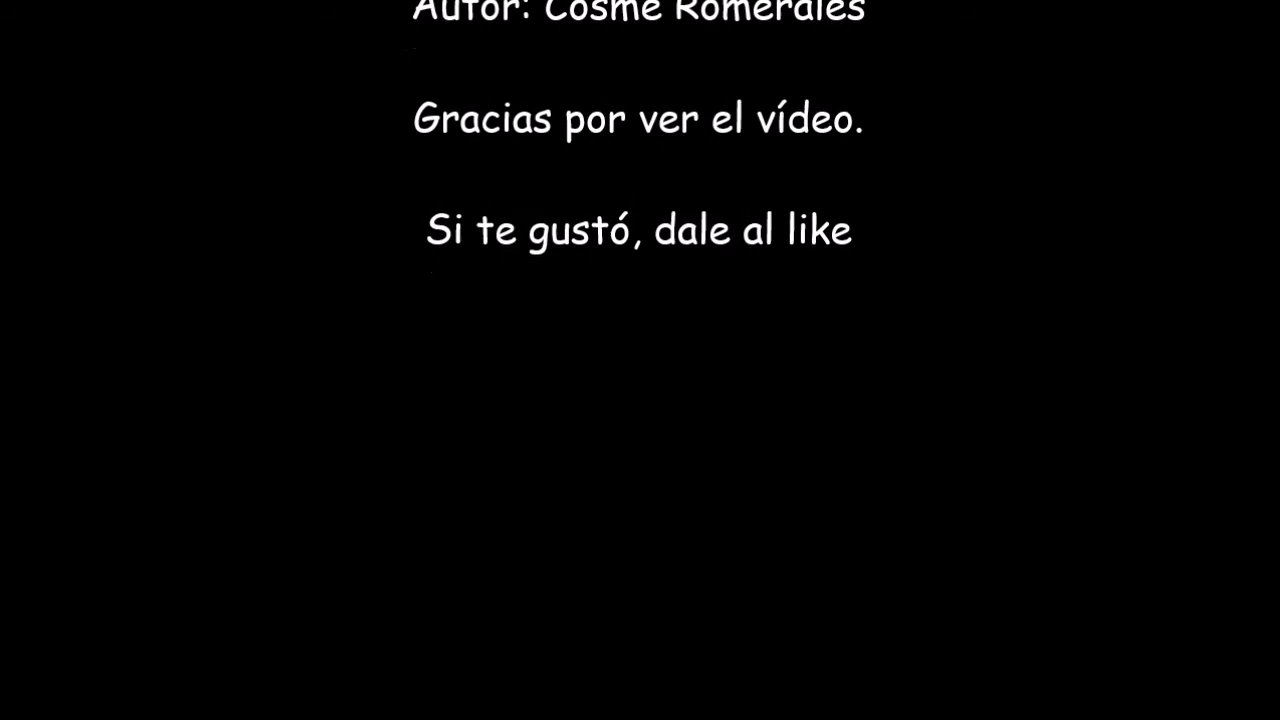 Autor: Cosme Romerales
Gracias por ver el vídeo.
Si te gustó, dale al like